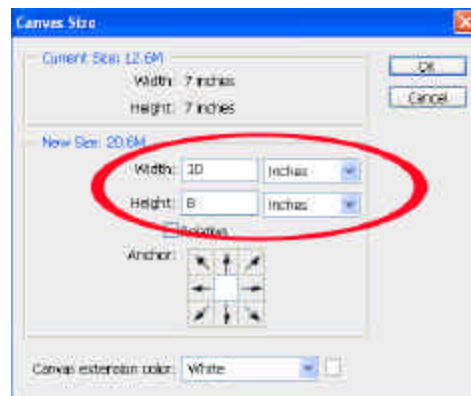 Canvas Size
Current Size: 12.6M
Width: 7 inches
Height: 7 inches
OK
Cancel
New Size: 20.6M
Width: 10 inches
Height: 8 inches
Relative
Anchor:
Canvas extension color: White